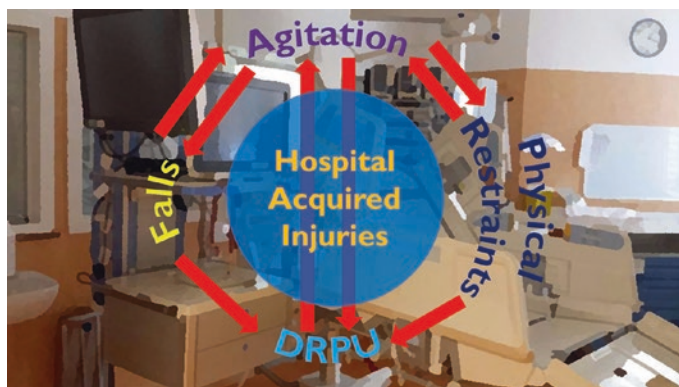 Agitation
Falls
Hospital
Acquired
Injuries
Physical
Restraints
DRPU